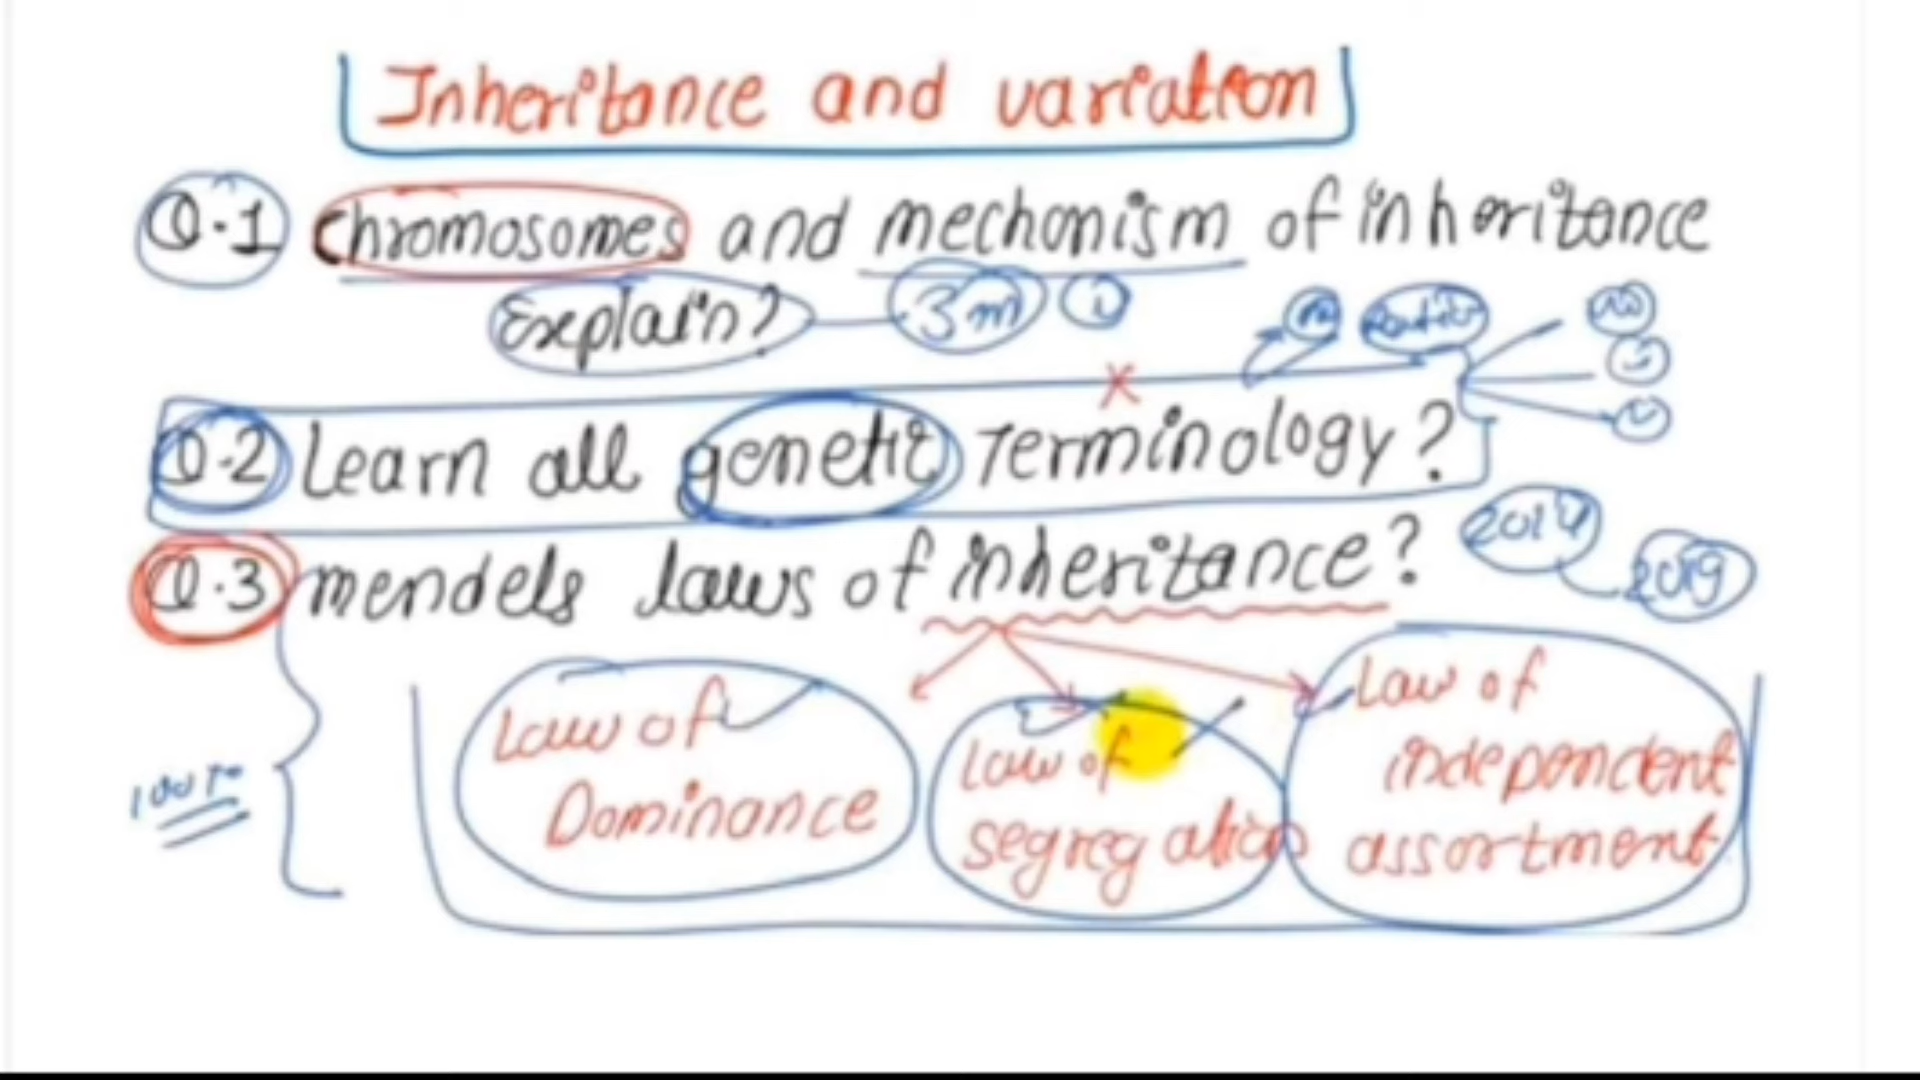 Inheritance and variation
Q.1 Chromosomes and mechanism of inheritance
Explain? 3m 1
Q.2 Learn all genetic Terminology?
Q.3 mendels laws of inheritance? 2014 2019
Law of Dominance
Law of segregation
Law of independent assortment
100%